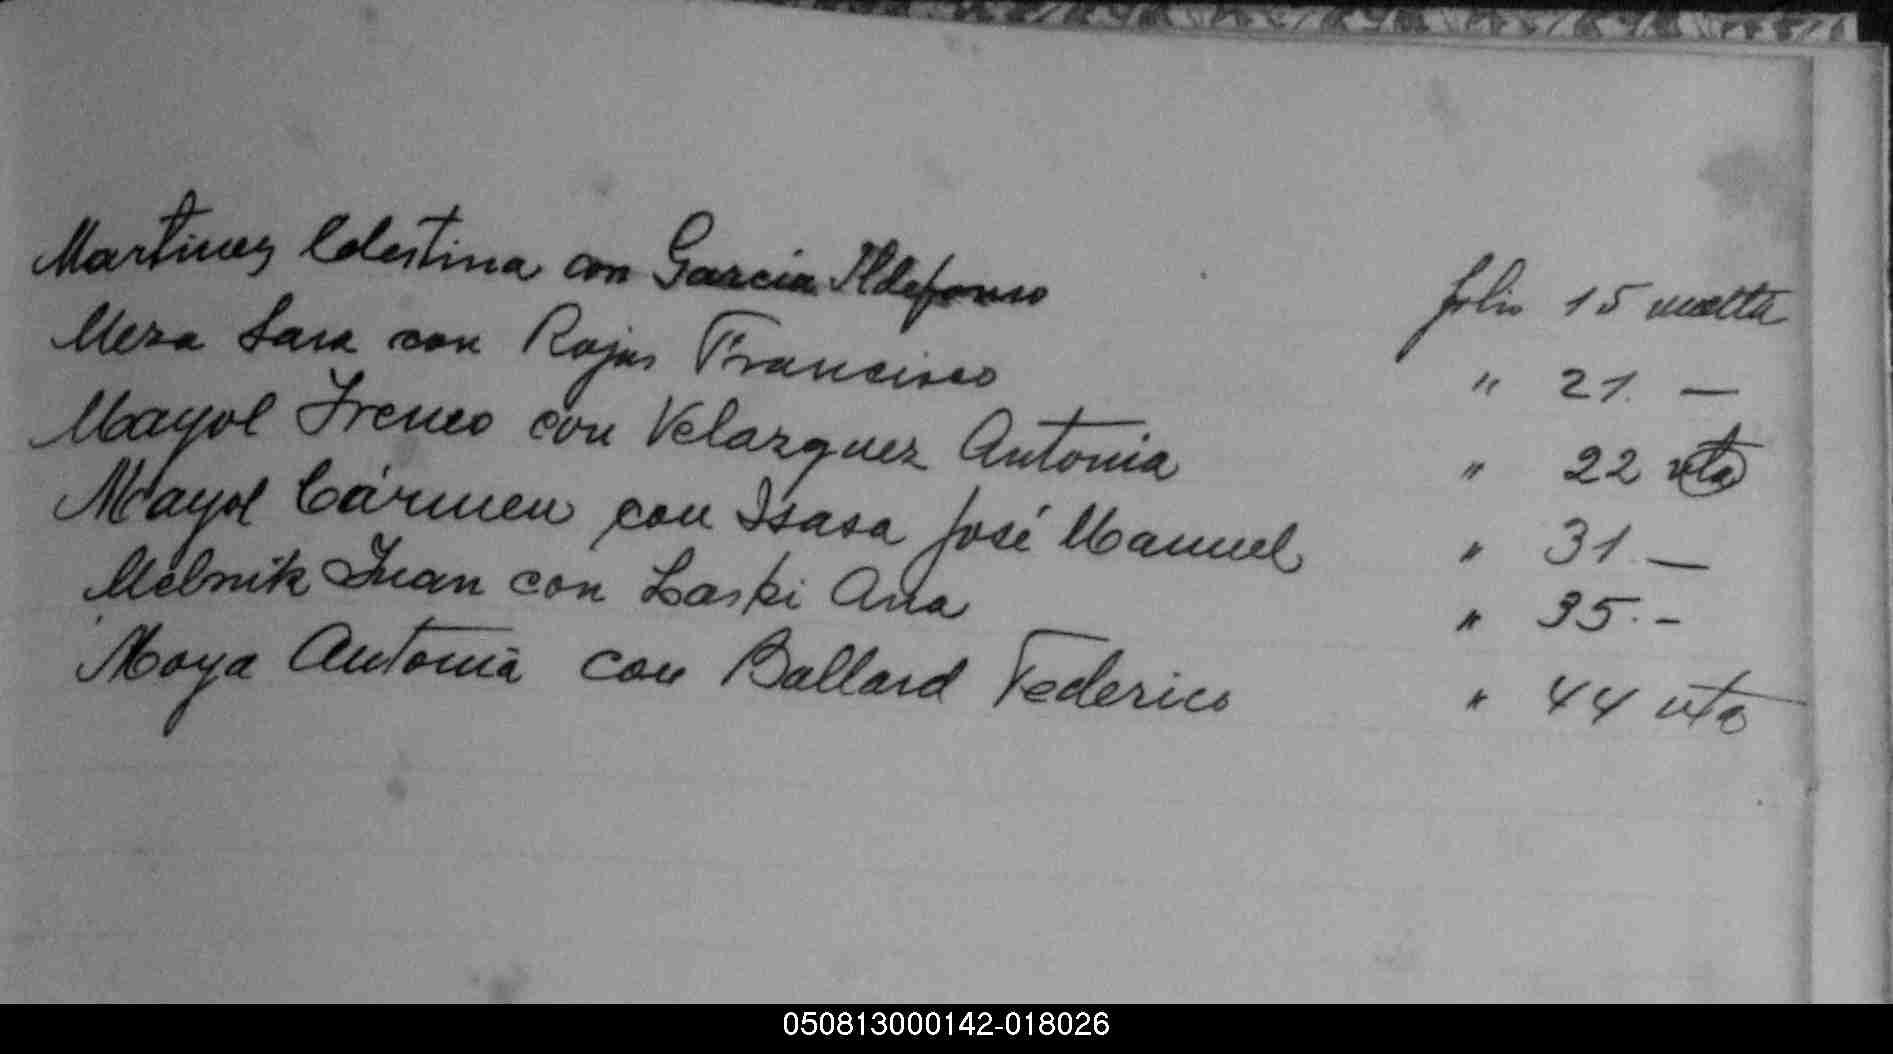 Martinez Celestina con Garcia Ildefonso folio 15 vuelta
Meza Sara con Rojas Francisco " 21. —
Mayol Ireneo con Velazquez Antonia " 22 vta
Mayol Cármen con Isasa José Manuel " 31. —
Melnik Juan con Laski Ana " 35. -
Moya Antonia con Ballard Federico " 44 vta
050813000142-018026